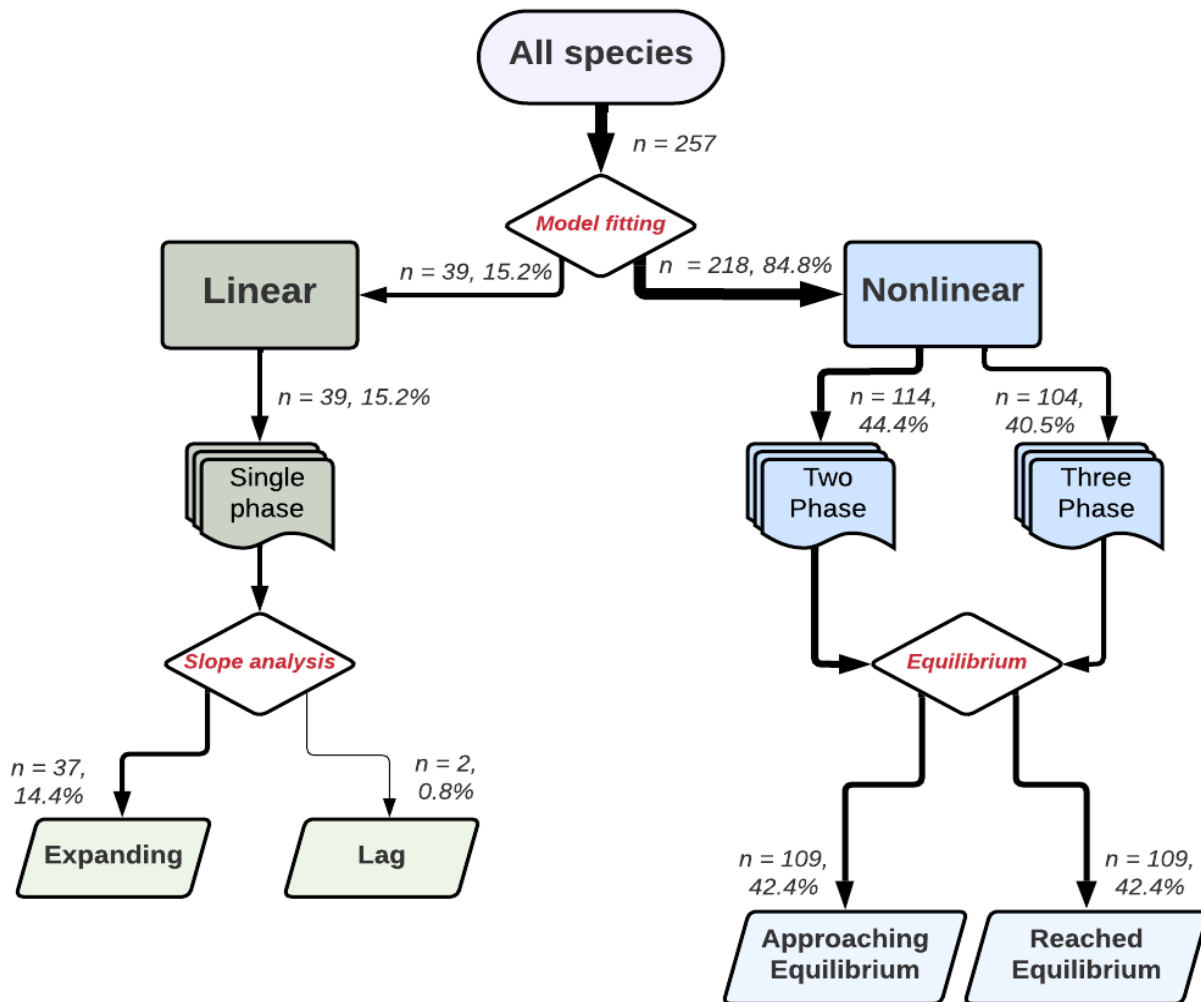 All species
n = 257
Model fitting
n = 39, 15.2%
n = 218, 84.8%
Linear
Nonlinear
n = 39, 15.2%
n = 114,
44.4%
n = 104,
40.5%
Single
phase
Two
Phase
Three
Phase
Slope analysis
Equilibrium
n = 37,
14.4%
n = 2,
0.8%
Expanding
Lag
n = 109,
42.4%
n = 109,
42.4%
Approaching
Equilibrium
Reached
Equilibrium